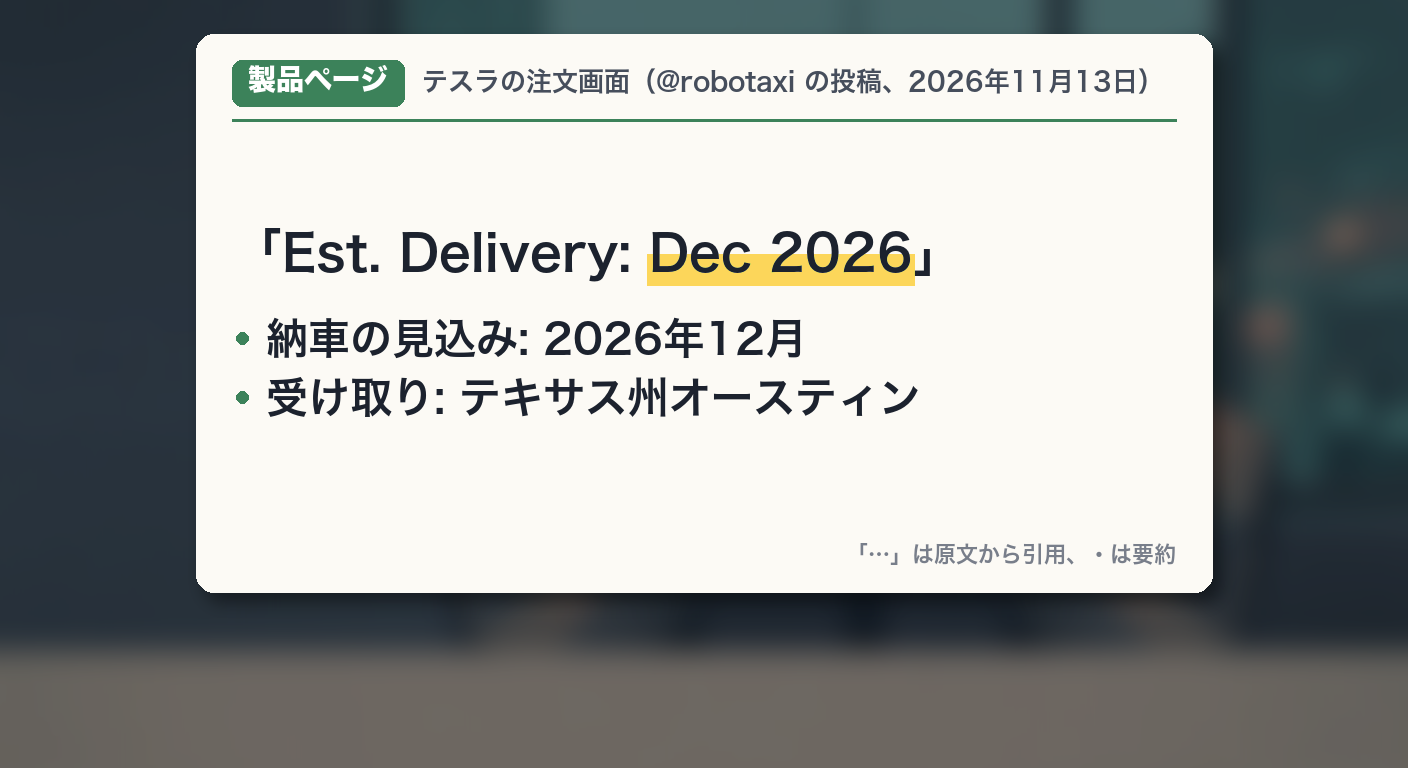 製品ページ テスラの注文画面（@robotaxi の投稿、2026年11月13日）
「Est. Delivery: Dec 2026」
• 納車の見込み: 2026年12月
• 受け取り: テキサス州オースティン
「…」は原文から引用、・は要約